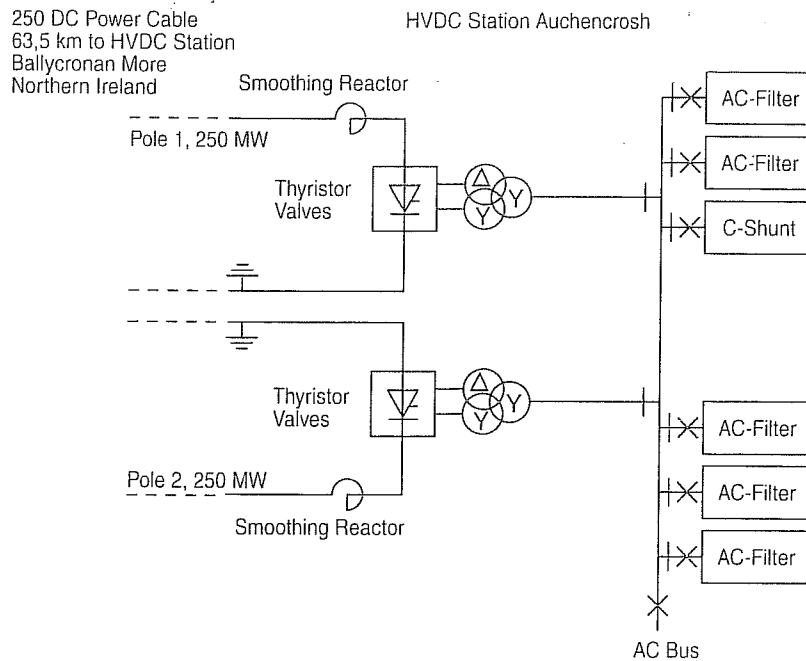 250 DC Power Cable
63,5 km to HVDC Station
Ballycronan More
Northern Ireland
HVDC Station Auchencrosh
Smoothing Reactor
Pole 1, 250 MW
Thyristor
Valves
Δ
Y
Y
AC-Filter
AC-Filter
C-Shunt
Thyristor
Valves
Δ
Y
Y
Pole 2, 250 MW
Smoothing Reactor
AC-Filter
AC-Filter
AC-Filter
AC Bus